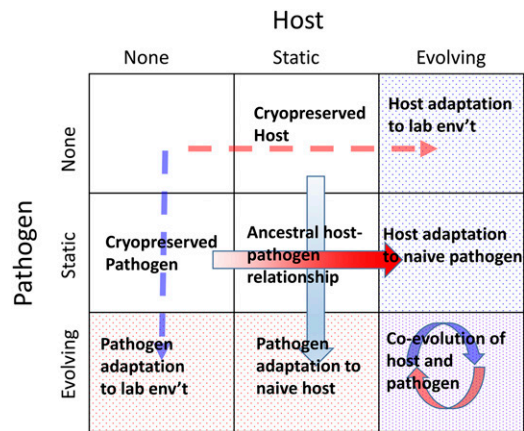 Host
None Static Evolving
Pathogen
None
Cryopreserved
Host
Host adaptation
to lab env't
Static
Cryopreserved
Pathogen
Ancestral host-
pathogen
relationship
Host adaptation
to naive pathogen
Evolving
Pathogen
adaptation
to lab env't
Pathogen
adaptation to
naive host
Co-evolution of
host and
pathogen